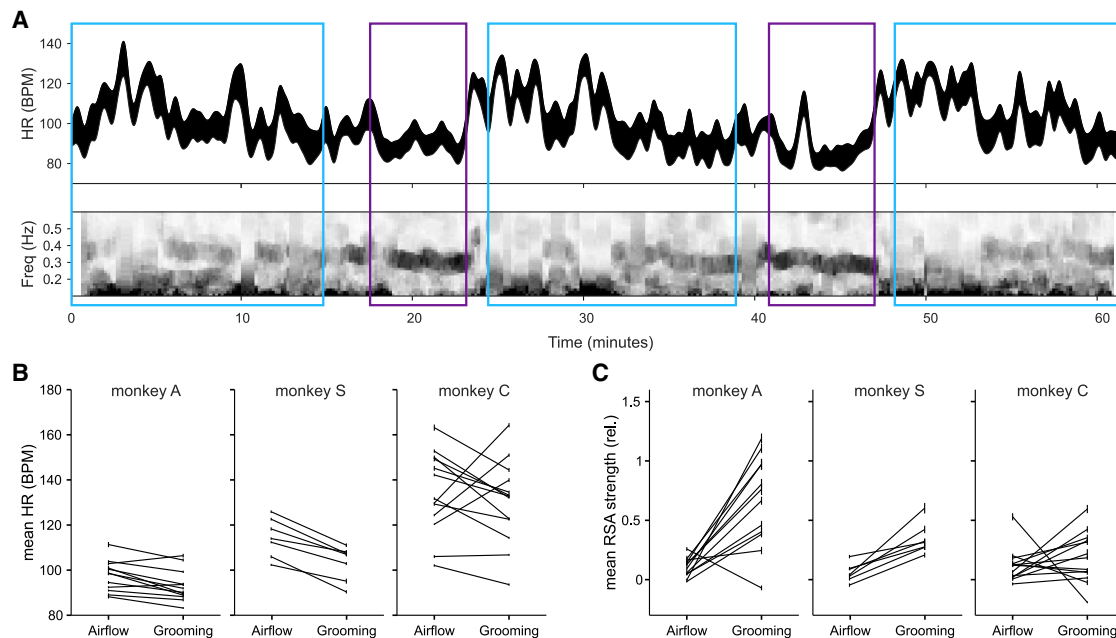 A
HR (BPM)
140
120
100
80
Freq (Hz)
0.5
0.4
0.3
0.2
0 10 20 30 40 50 60
Time (minutes)
B
mean HR (BPM)
180
160
140
120
100
80
monkey A monkey S monkey C
Airflow Grooming Airflow Grooming Airflow Grooming
C
mean RSA strength (rel.)
1.5
1
0.5
0
monkey A monkey S monkey C
Airflow Grooming Airflow Grooming Airflow Grooming